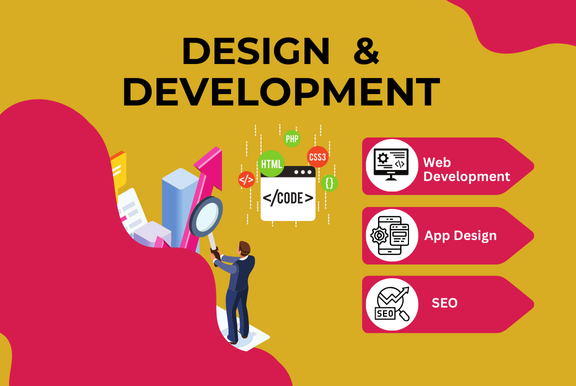 DESIGN &
DEVELOPMENT
PHP
HTML
CSS3
</>
{}
</CODE>
Web
Development
App Design
SEO
SEO